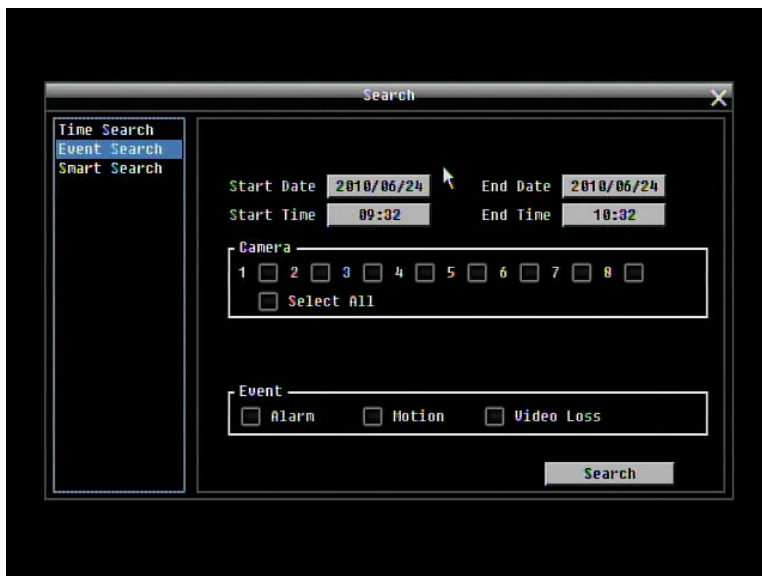 Search
Time Search
Event Search
Smart Search
Start Date 2010/06/24 End Date 2010/06/24
Start Time 09:32 End Time 10:32
Camera
1 2 3 4 5 6 7 8
Select All
Event
Alarm Motion Video Loss
Search